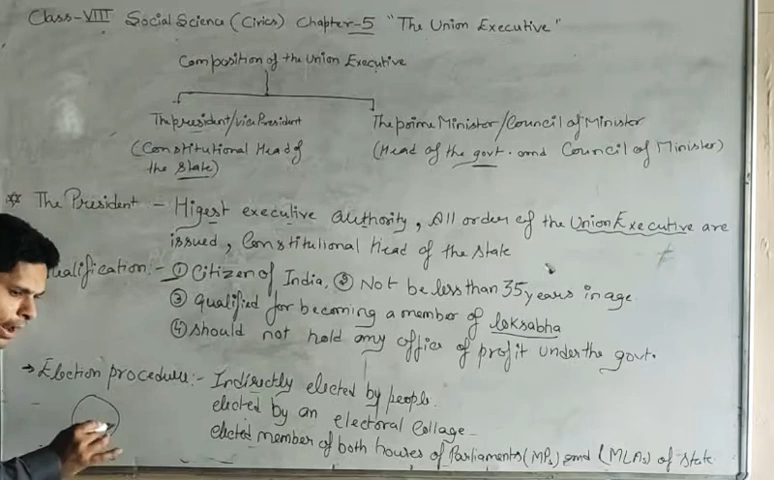 Class-VIII Social Science (Civics) Chapter-5 "The Union Executive"
Composition of the Union Executive
The president/vice President
(Constitutional Head of
the State)
The prime Minister/Council of Minister
(Head of the govt. and Council of Minister)
The President - Higest executive authority, All order of the Union Executive are
issued, Constitutional Head of the State
ualification:- ① Citizen of India, ② Not be less than 35 years in age
③ qualified for becoming a member of loksabha
④ should not hold any office of profit under the govt.
→ Election procedure:- Indirectly elected by people.
elected by an electoral Collage
elected member of both houses of Parliaments (MPs) and (MLAs) of state